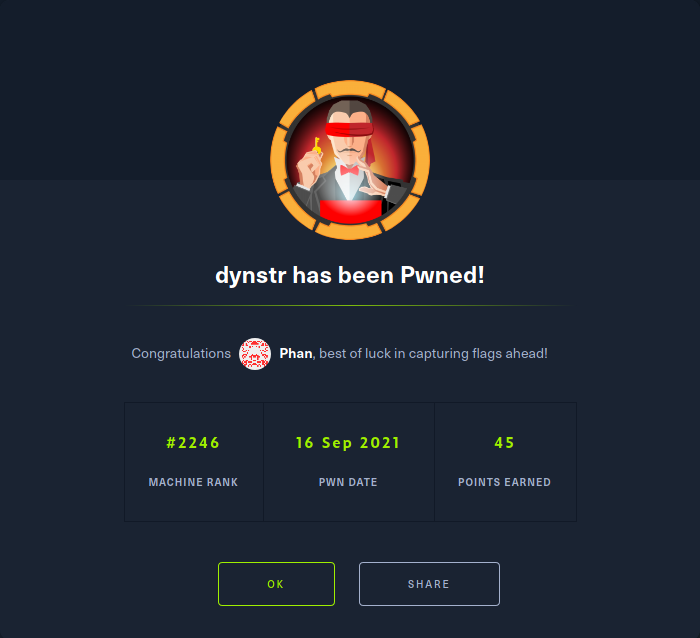 dynstr has been Pwned!
Congratulations Phan, best of luck in capturing flags ahead!
#2246 16 Sep 2021 45
MACHINE RANK PWN DATE POINTS EARNED
OK SHARE